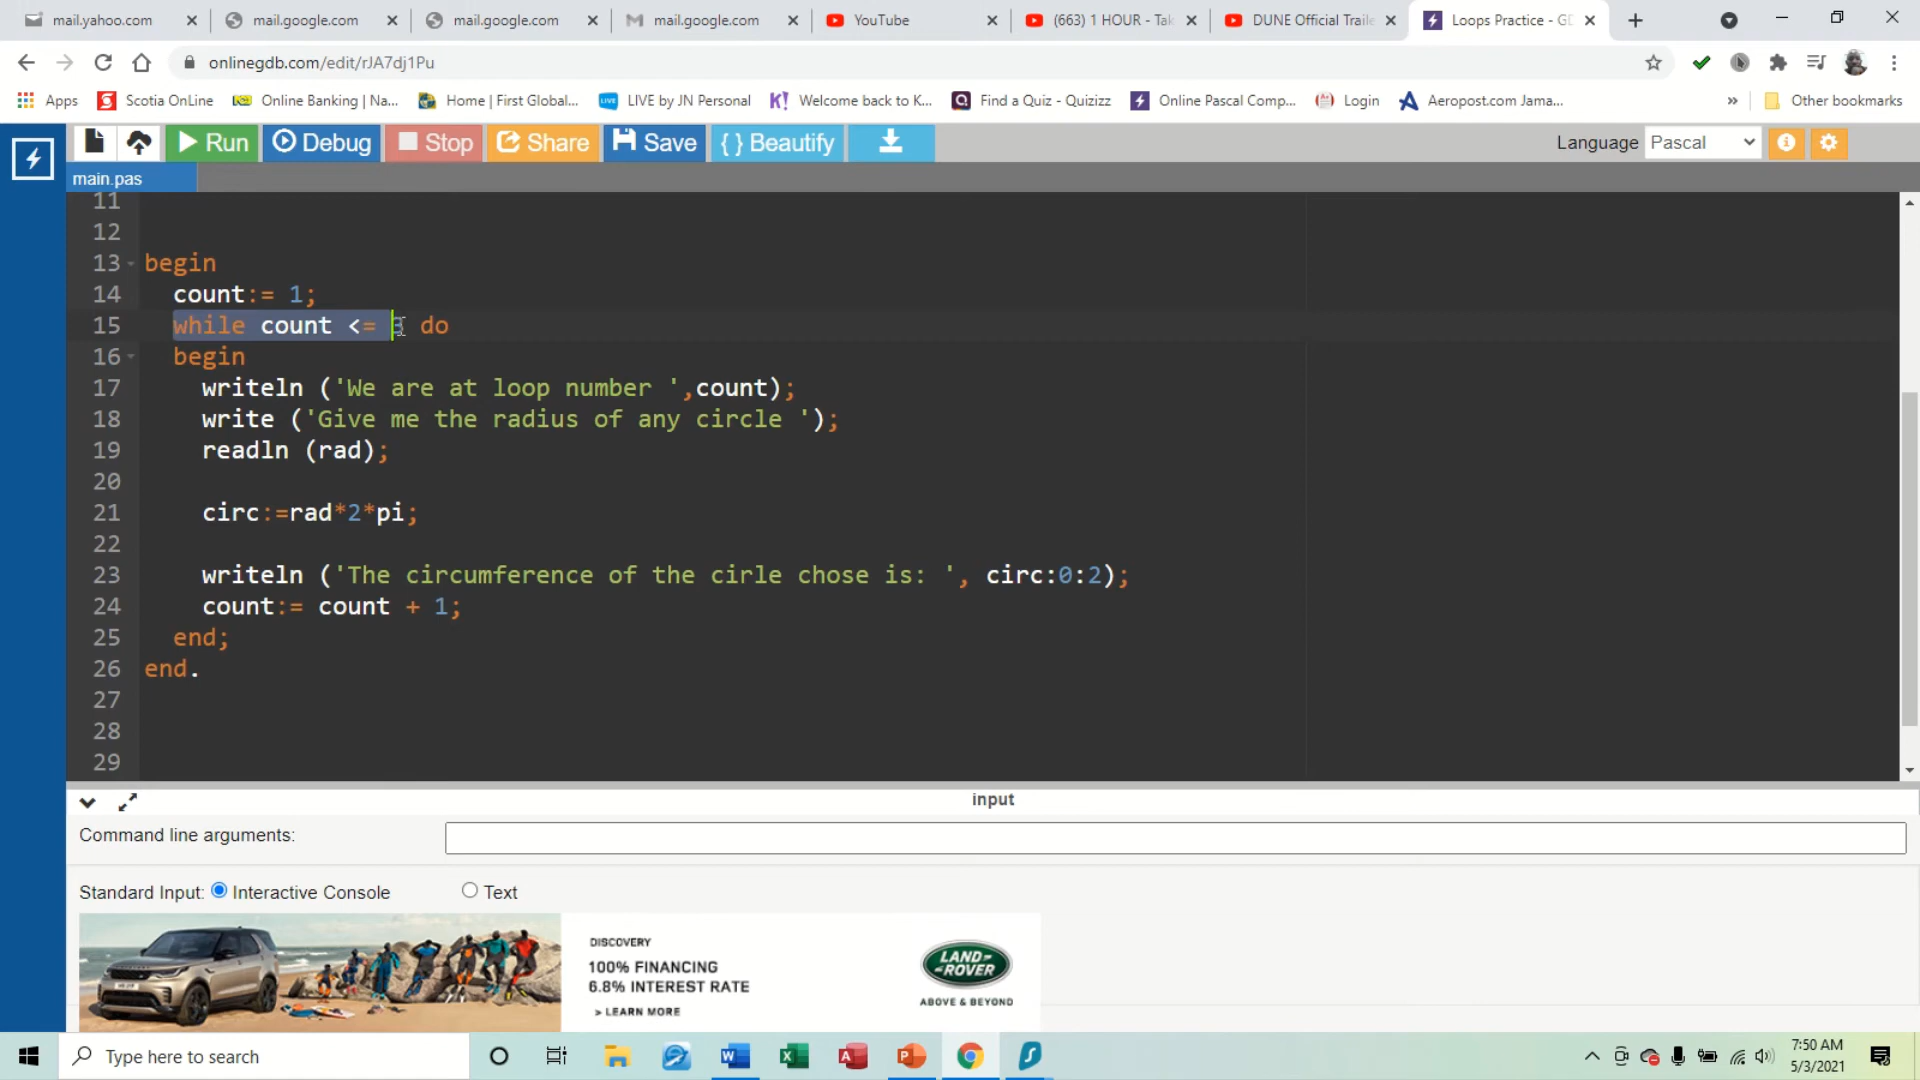 mail.yahoo.com
mail.google.com
mail.google.com
mail.google.com
YouTube
(663) 1 HOUR - Tak
DUNE Official Traile
Loops Practice - GD
onlinegdb.com/edit/rJA7dj1Pu
Apps
Scotia OnLine
Online Banking | Na...
Home | First Global...
LIVE by JN Personal
Welcome back to K...
Find a Quiz - Quizizz
Online Pascal Comp...
Login
Aeropost.com Jama...
»
Other bookmarks
Run
Debug
Stop
Share
Save
{ } Beautify
Language
Pascal
main.pas
11
12
13 begin
14 count:= 1;
15 while count <= 3 do
16 begin
17 writeln ('We are at loop number ',count);
18 write ('Give me the radius of any circle ');
19 readln (rad);
20
21 circ:=rad*2*pi;
22
23 writeln ('The circumference of the cirle chose is: ', circ:0:2);
24 count:= count + 1;
25 end;
26 end.
27
28
29
input
Command line arguments:
Standard Input: Interactive Console Text
DISCOVERY
100% FINANCING
6.8% INTEREST RATE
> LEARN MORE
LAND-
-ROVER
ABOVE & BEYOND
Type here to search
7:50 AM
5/3/2021